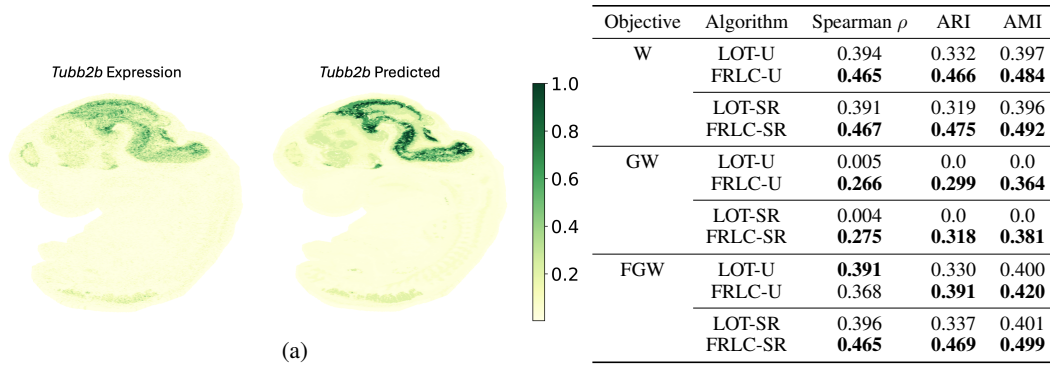 Tubb2b Expression
Tubb2b Predicted
1.0
0.8
0.6
0.4
0.2
(a)
Objective Algorithm Spearman ρ ARI AMI
W LOT-U 0.394 0.332 0.397
FRLC-U 0.465 0.466 0.484
LOT-SR 0.391 0.319 0.396
FRLC-SR 0.467 0.475 0.492
GW LOT-U 0.005 0.0 0.0
FRLC-U 0.266 0.299 0.364
LOT-SR 0.004 0.0 0.0
FRLC-SR 0.275 0.318 0.381
FGW LOT-U 0.391 0.330 0.400
FRLC-U 0.368 0.391 0.420
LOT-SR 0.396 0.337 0.401
FRLC-SR 0.465 0.469 0.499